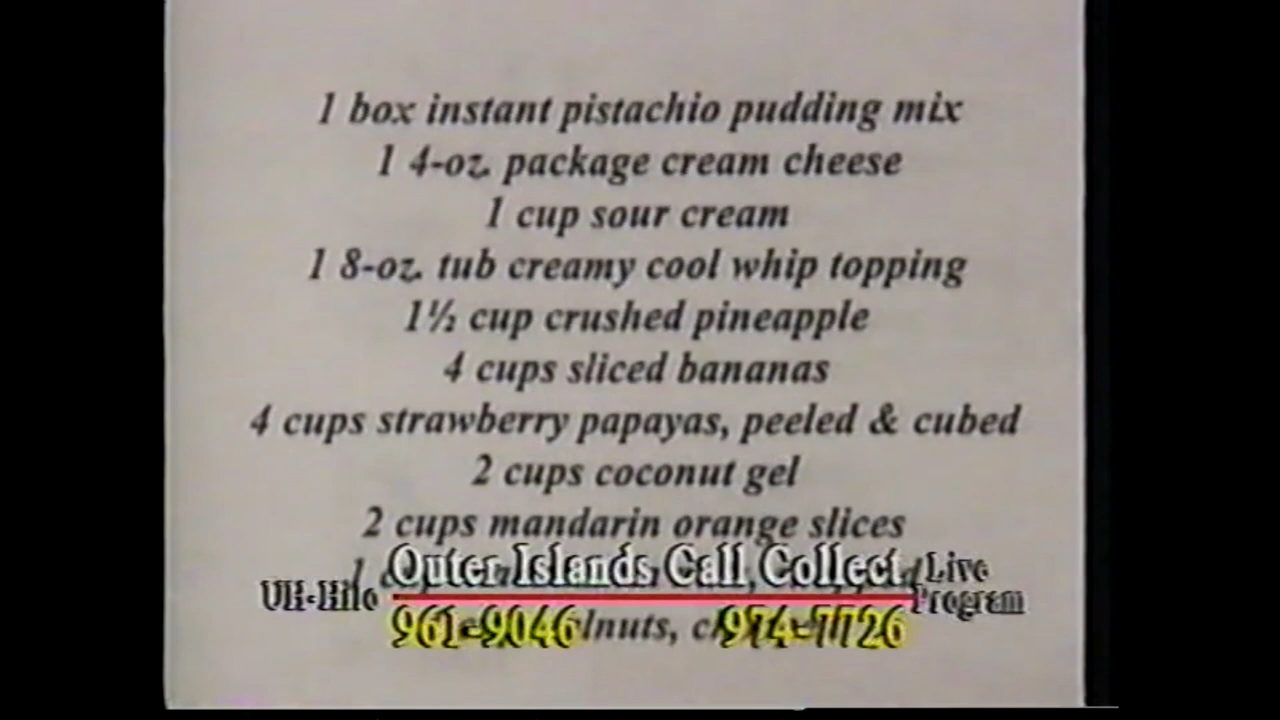 1 box instant pistachio pudding mix
1 4-oz. package cream cheese
1 cup sour cream
1 8-oz. tub creamy cool whip topping
1½ cup crushed pineapple
4 cups sliced bananas
4 cups strawberry papayas, peeled & cubed
2 cups coconut gel
2 cups mandarin orange slices
1
Outer Islands Call Collect
UH-Hilo
Live
Program
961-9046 974-7726